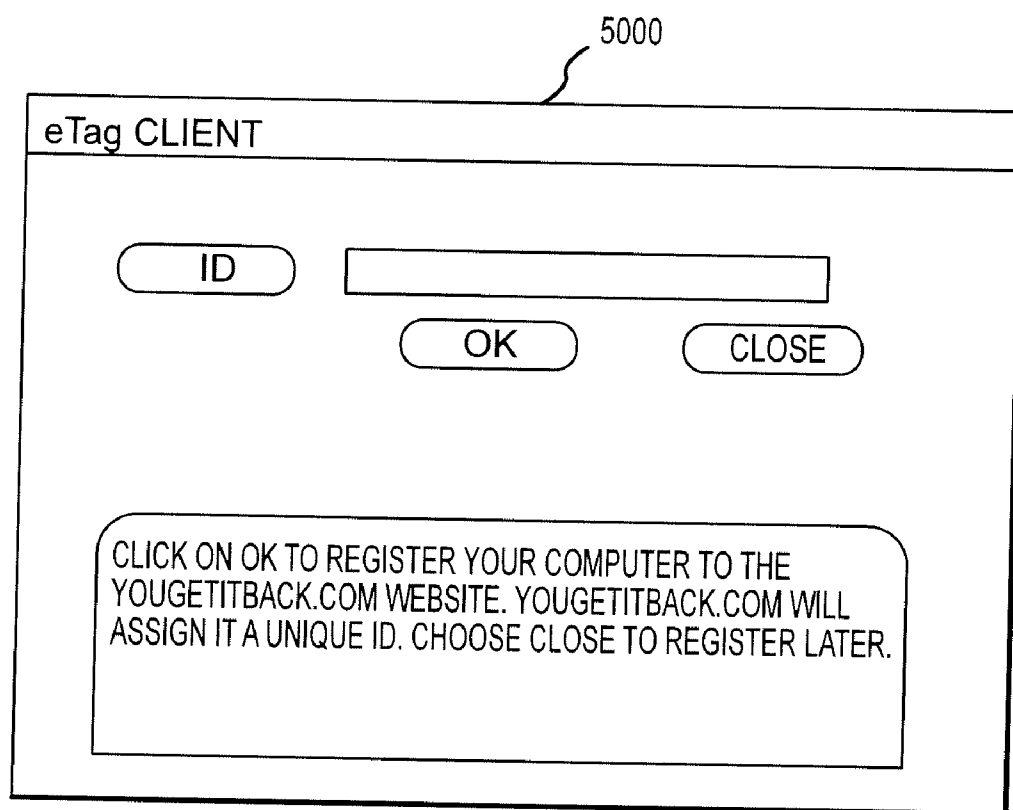 5000
eTag CLIENT
ID
OK CLOSE
CLICK ON OK TO REGISTER YOUR COMPUTER TO THE
YOUGETITBACK.COM WEBSITE. YOUGETITBACK.COM WILL
ASSIGN IT A UNIQUE ID. CHOOSE CLOSE TO REGISTER LATER.